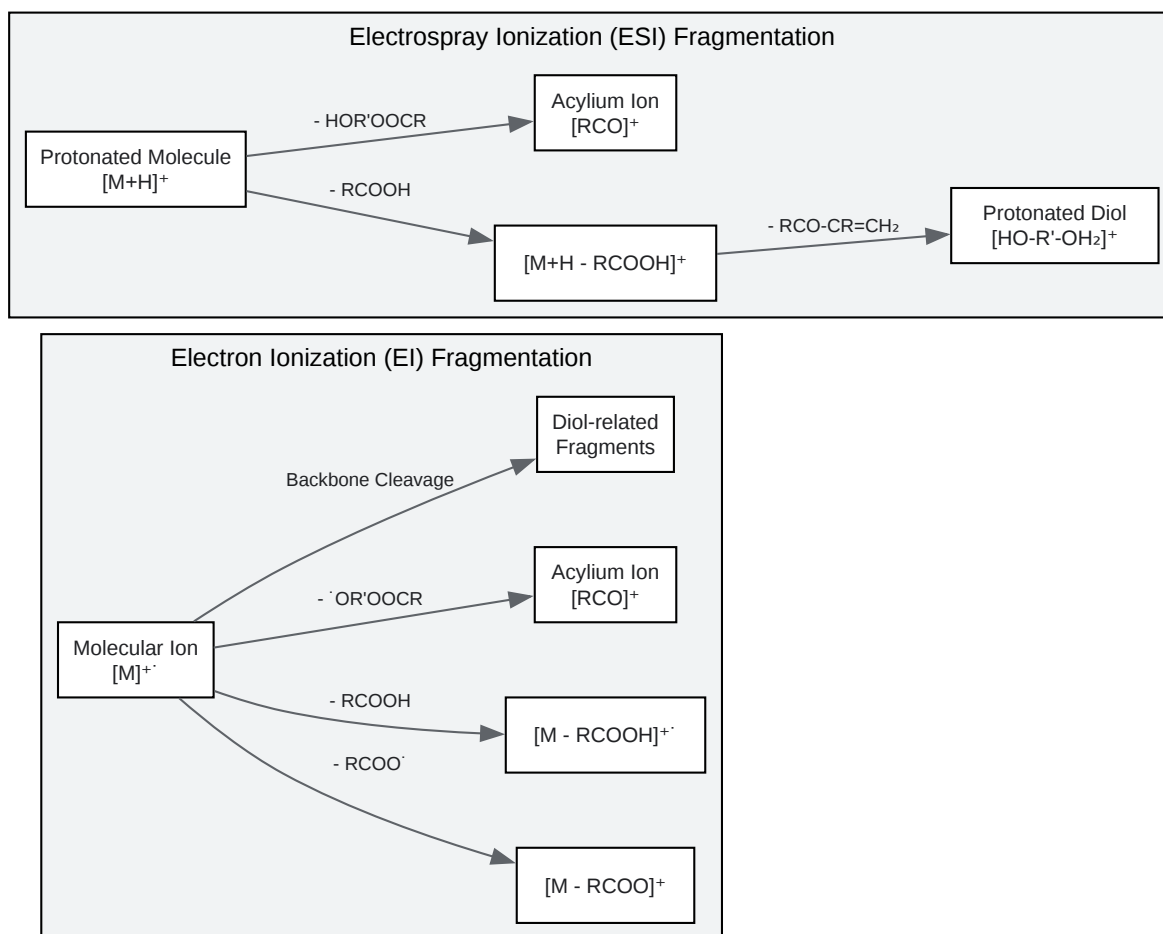 Electrospray Ionization (ESI) Fragmentation
Protonated Molecule
[M+H]⁺
- HOR'OOCR
- RCOOH
Acylium Ion
[RCO]⁺
[M+H - RCOOH]⁺
- RCO-CR=CH₂
Protonated Diol
[HO-R'-OH₂]⁺
Electron Ionization (EI) Fragmentation
Molecular Ion
[M]⁺˙
Backbone Cleavage
- ˙OR'OOCR
- RCOOH
- RCOO˙
Diol-related
Fragments
Acylium Ion
[RCO]⁺
[M - RCOOH]⁺˙
[M - RCOO]⁺